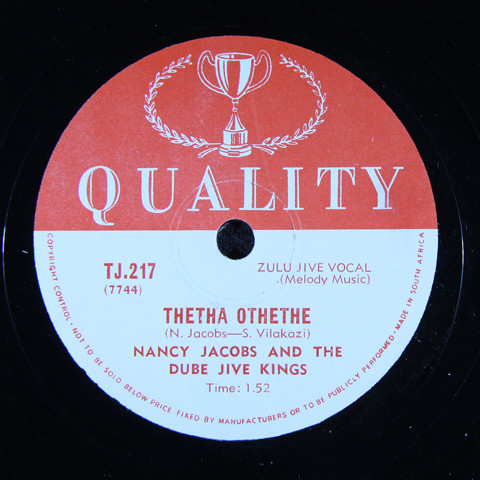 QUALITY
TJ.217
(7744)
ZULU JIVE VOCAL
.(Melody Music)
THETHA OTHETHE
(N. Jacobs—S. Vilakazi)
NANCY JACOBS AND THE
DUBE JIVE KINGS
Time: 1.52
COPYRIGHT CONTROL - NOT TO BE SOLD BELOW PRICE FIXED BY MANUFACTURERS OR TO BE PUBLICLY PERFORMED - MADE IN SOUTH AFRICA